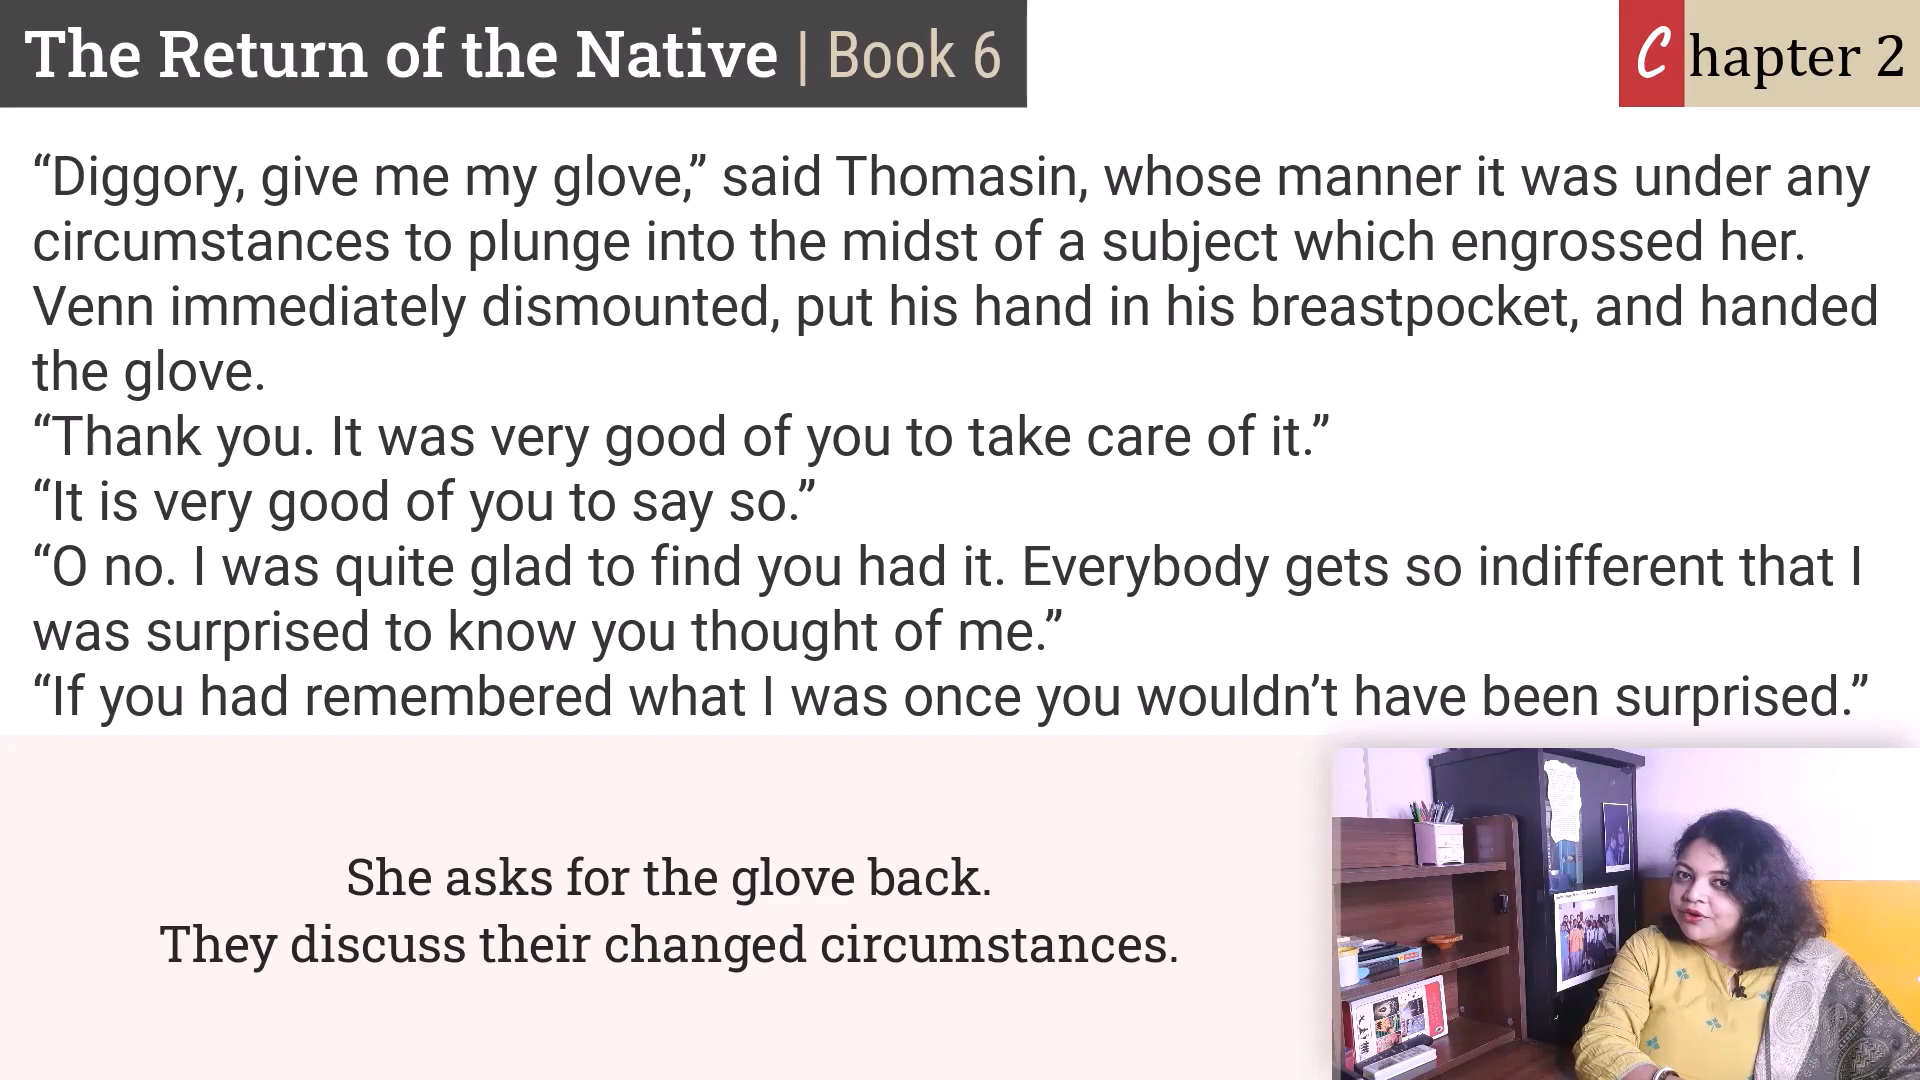 The Return of the Native | Book 6
Chapter 2
“Diggory, give me my glove,” said Thomasin, whose manner it was under any
circumstances to plunge into the midst of a subject which engrossed her.
Venn immediately dismounted, put his hand in his breastpocket, and handed
the glove.
“Thank you. It was very good of you to take care of it.”
“It is very good of you to say so.”
“O no. I was quite glad to find you had it. Everybody gets so indifferent that I
was surprised to know you thought of me.”
“If you had remembered what I was once you wouldn’t have been surprised.”
She asks for the glove back.
They discuss their changed circumstances.